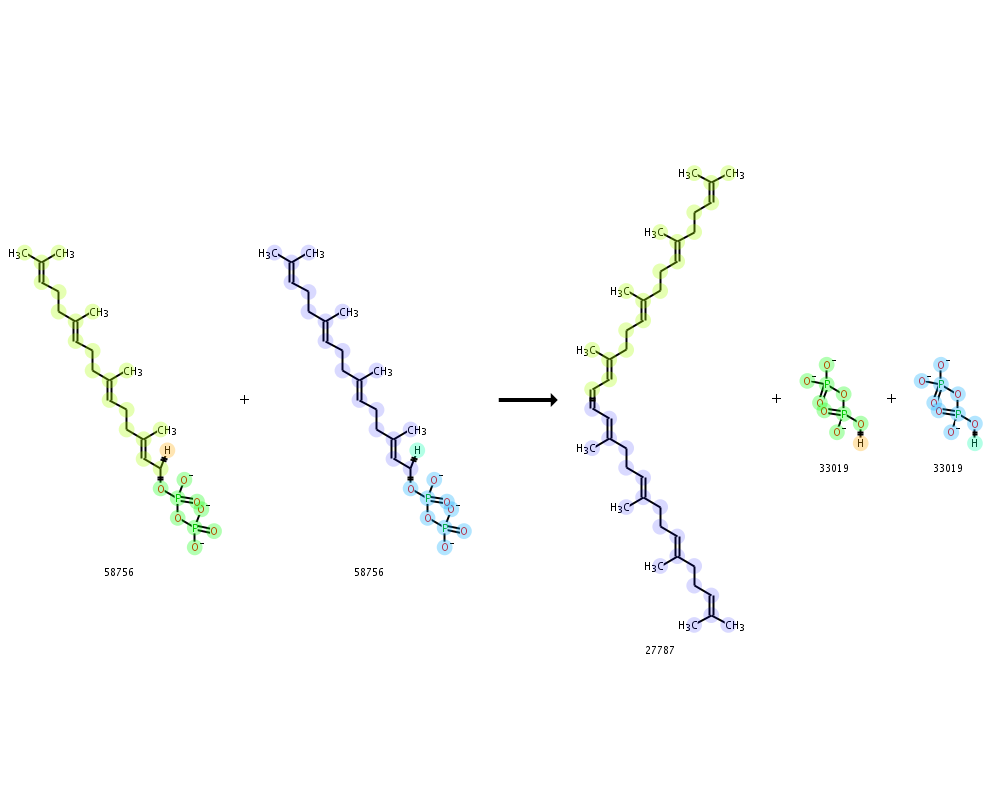 H₃C CH₃
H₃C
H₃C CH₃ H₃C CH₃
CH₃ CH₃
H₃C
H₃C
CH₃ CH₃
O⁻ O⁻
O⁻ P O O⁻ P O
+ + +
O O P O⁻ O O O P O⁻ O
CH₃ H CH₃ H H₃C H H
33019 33019
O⁻ O⁻
O P O O⁻ O P O O⁻
O P O O P O H₃C
O⁻ O⁻
H₃C
58756 58756
H₃C CH₃
27787